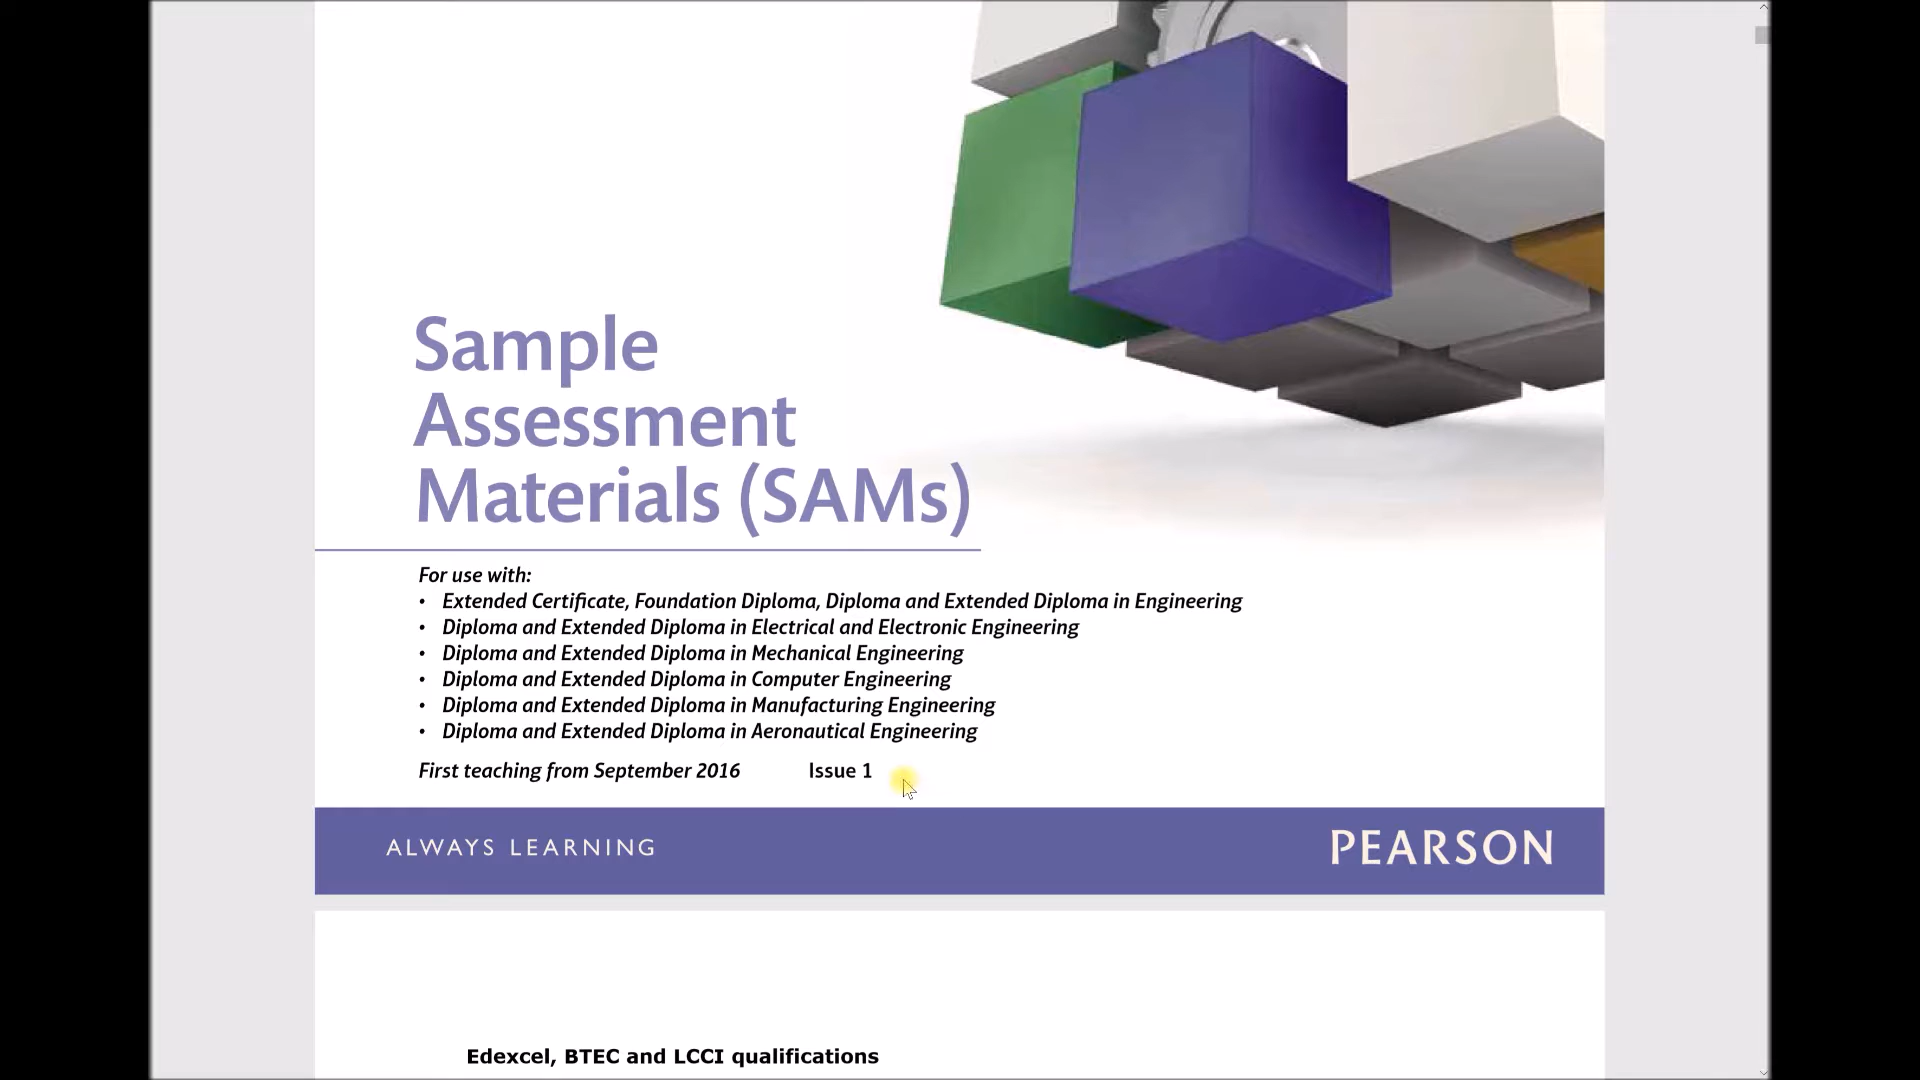 Sample
Assessment
Materials (SAMs)
For use with:
• Extended Certificate, Foundation Diploma, Diploma and Extended Diploma in Engineering
• Diploma and Extended Diploma in Electrical and Electronic Engineering
• Diploma and Extended Diploma in Mechanical Engineering
• Diploma and Extended Diploma in Computer Engineering
• Diploma and Extended Diploma in Manufacturing Engineering
• Diploma and Extended Diploma in Aeronautical Engineering
First teaching from September 2016 Issue 1
ALWAYS LEARNING PEARSON
Edexcel, BTEC and LCCI qualifications